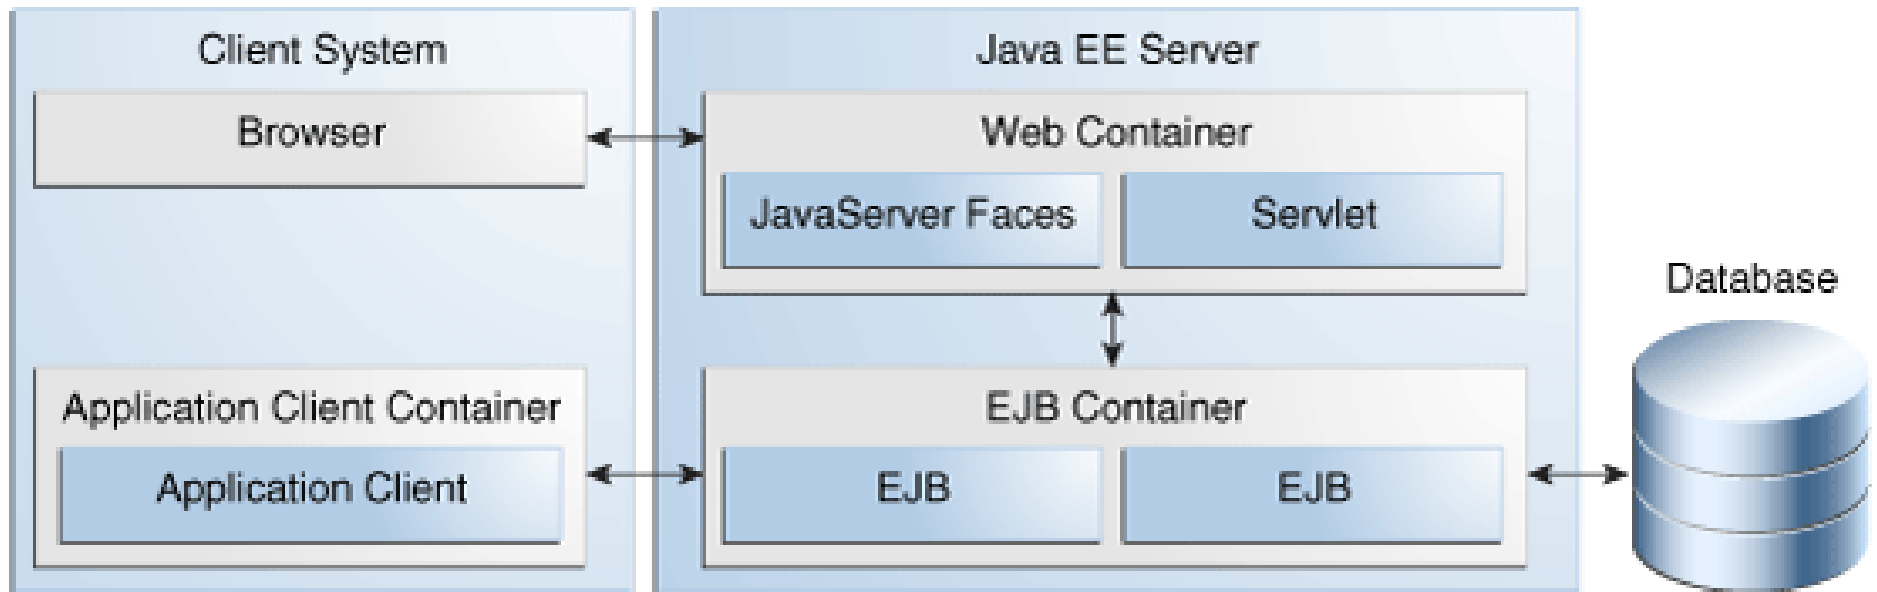 Client System
Browser
Application Client Container
Application Client
Java EE Server
Web Container
JavaServer Faces
Servlet
EJB Container
EJB
EJB
Database